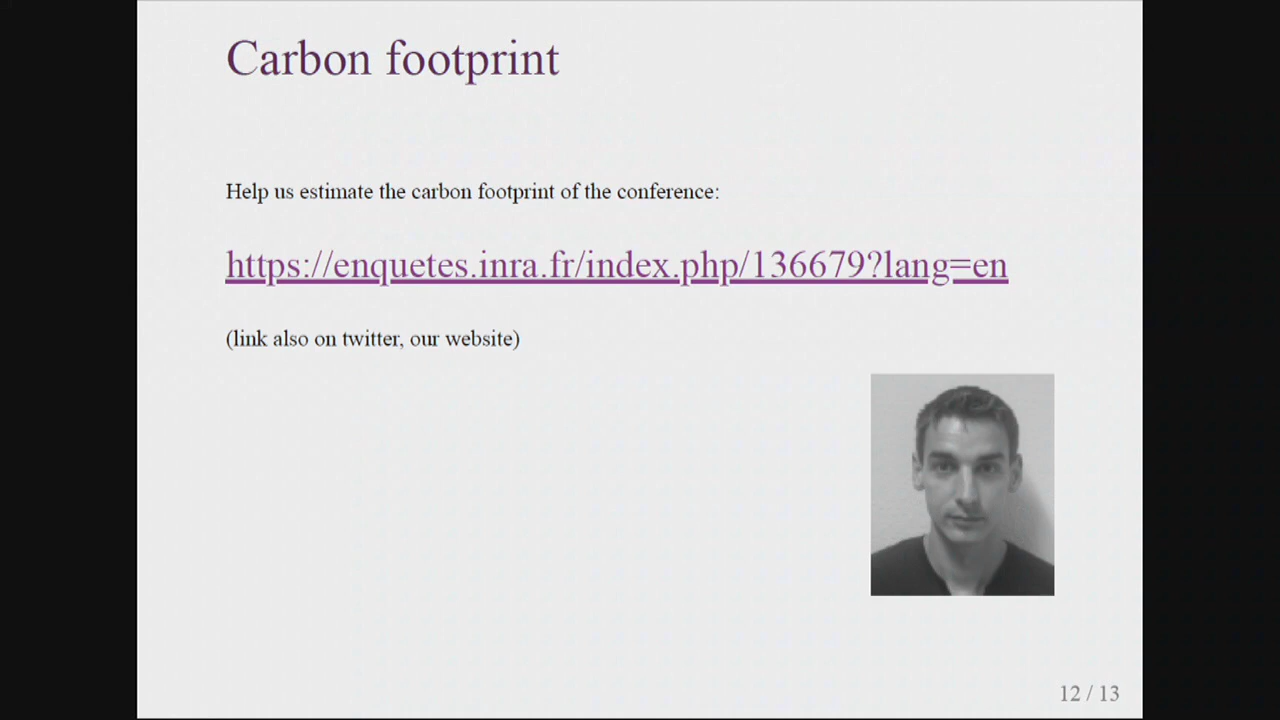 Carbon footprint
Help us estimate the carbon footprint of the conference:
https://enquetes.inra.fr/index.php/136679?lang=en
(link also on twitter, our website)
12 / 13